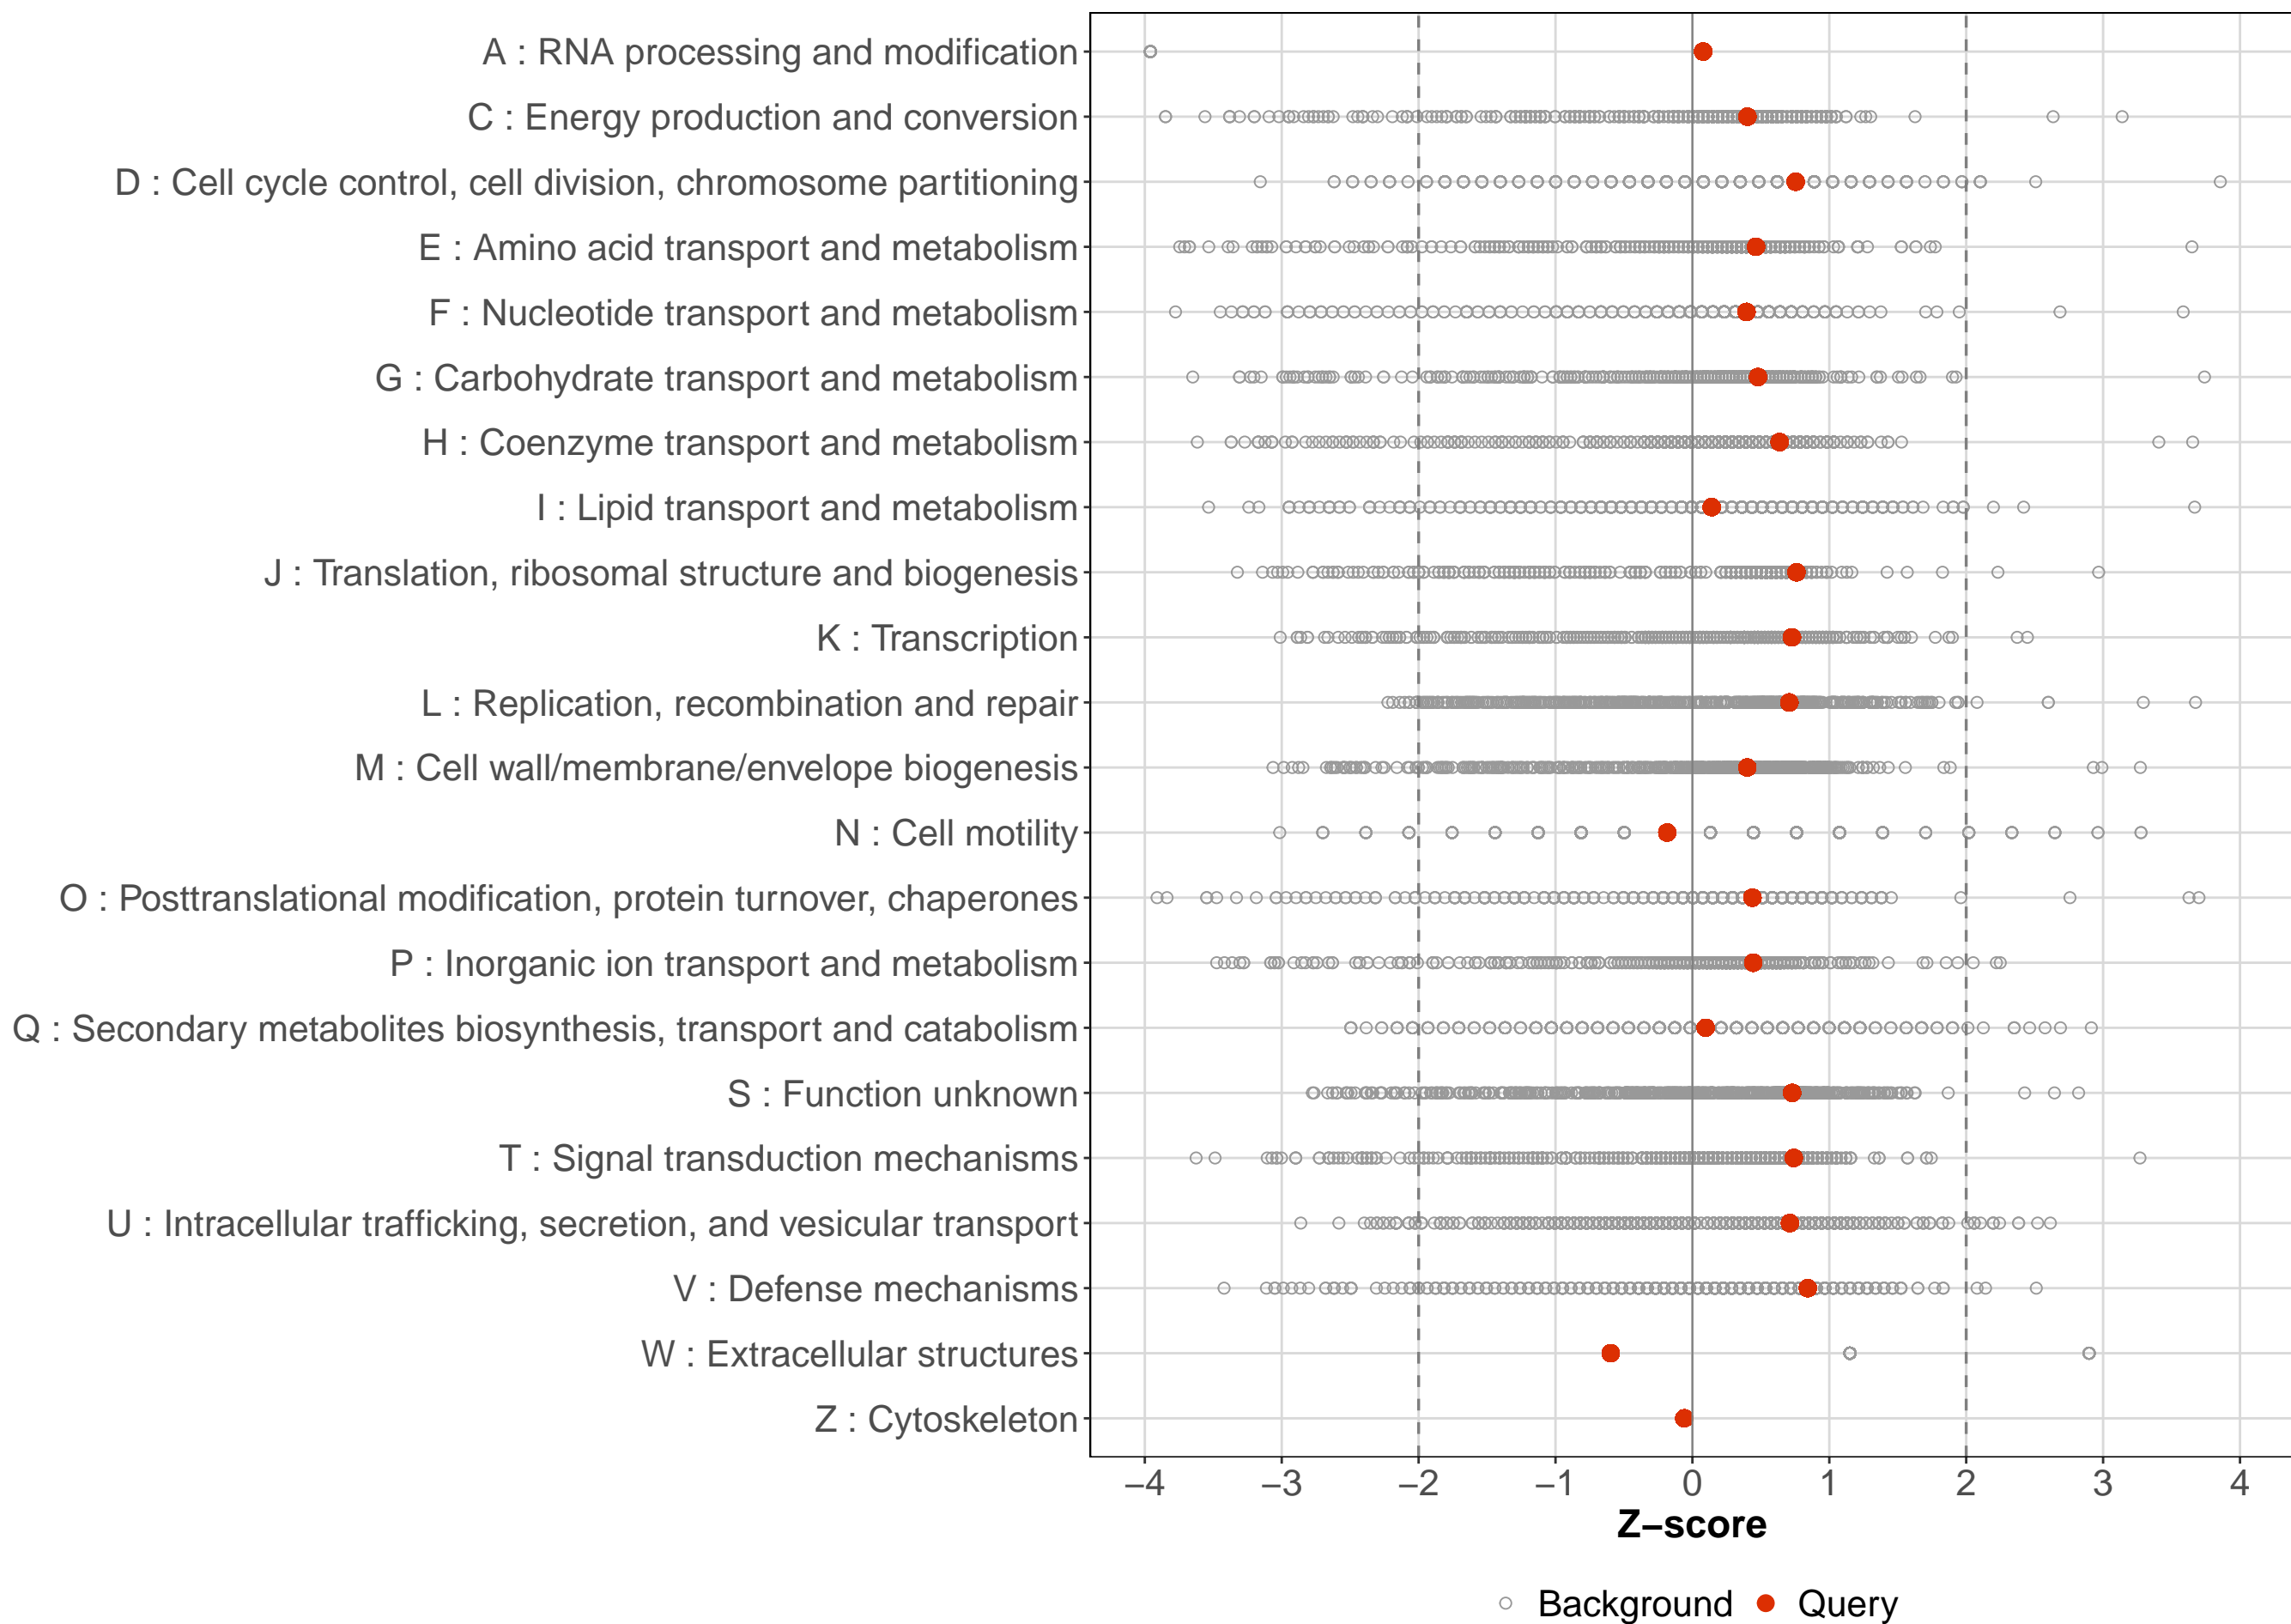 A : RNA processing and modification
C : Energy production and conversion
D : Cell cycle control, cell division, chromosome partitioning
E : Amino acid transport and metabolism
F : Nucleotide transport and metabolism
G : Carbohydrate transport and metabolism
H : Coenzyme transport and metabolism
I : Lipid transport and metabolism
J : Translation, ribosomal structure and biogenesis
K : Transcription
L : Replication, recombination and repair
M : Cell wall/membrane/envelope biogenesis
N : Cell motility
O : Posttranslational modification, protein turnover, chaperones
P : Inorganic ion transport and metabolism
Q : Secondary metabolites biosynthesis, transport and catabolism
S : Function unknown
T : Signal transduction mechanisms
U : Intracellular trafficking, secretion, and vesicular transport
V : Defense mechanisms
W : Extracellular structures
Z : Cytoskeleton
−4 −3 −2 −1 0 1 2 3 4
Z−score
Background Query